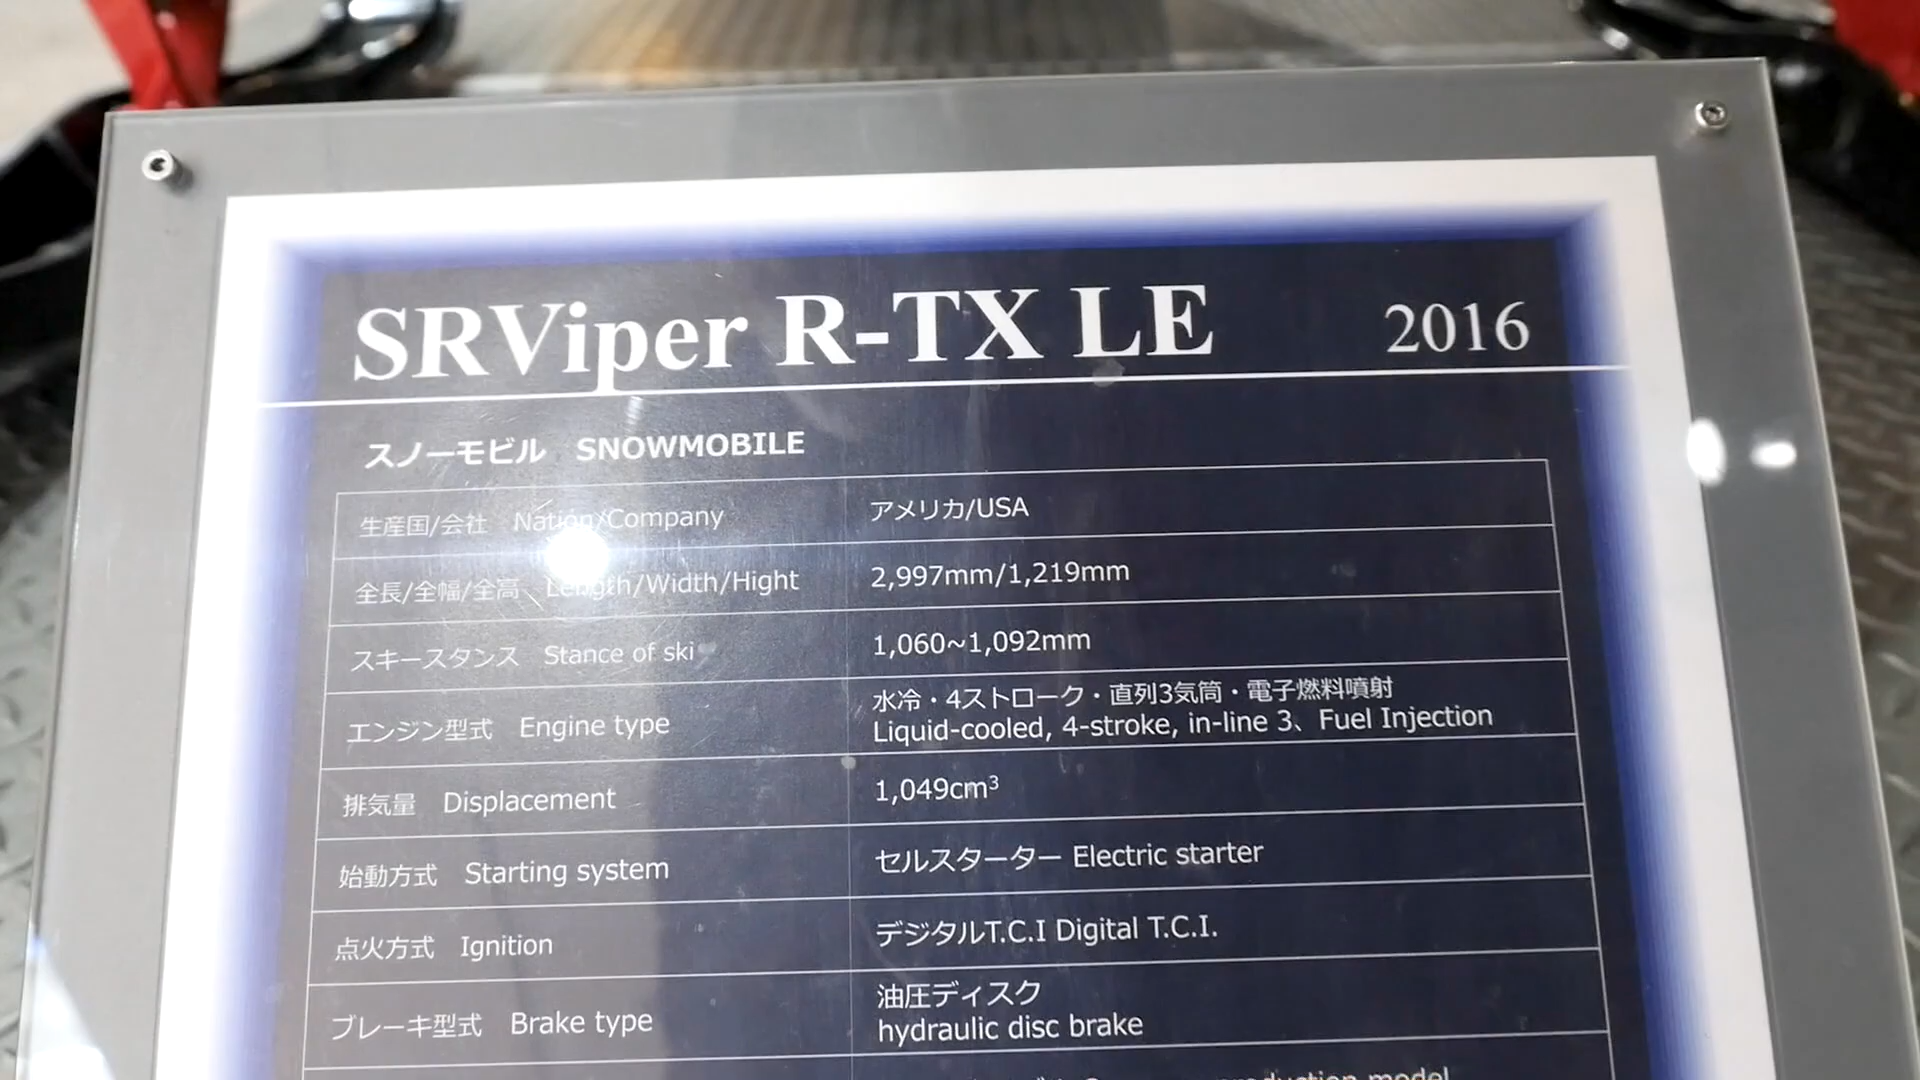 SRViper R-TX LE 2016
スノーモビル SNOWMOBILE
生産国/会社 Nation/Company アメリカ/USA
全長/全幅/全高 Length/Width/Hight 2,997mm/1,219mm
スキースタンス Stance of ski 1,060~1,092mm
エンジン型式 Engine type 水冷・4ストローク・直列3気筒・電子燃料噴射
Liquid-cooled, 4-stroke, in-line 3、Fuel Injection
排気量 Displacement 1,049cm³
始動方式 Starting system セルスターター Electric starter
点火方式 Ignition デジタルT.C.I Digital T.C.I.
ブレーキ型式 Brake type 油圧ディスク
hydraulic disc brake
production model